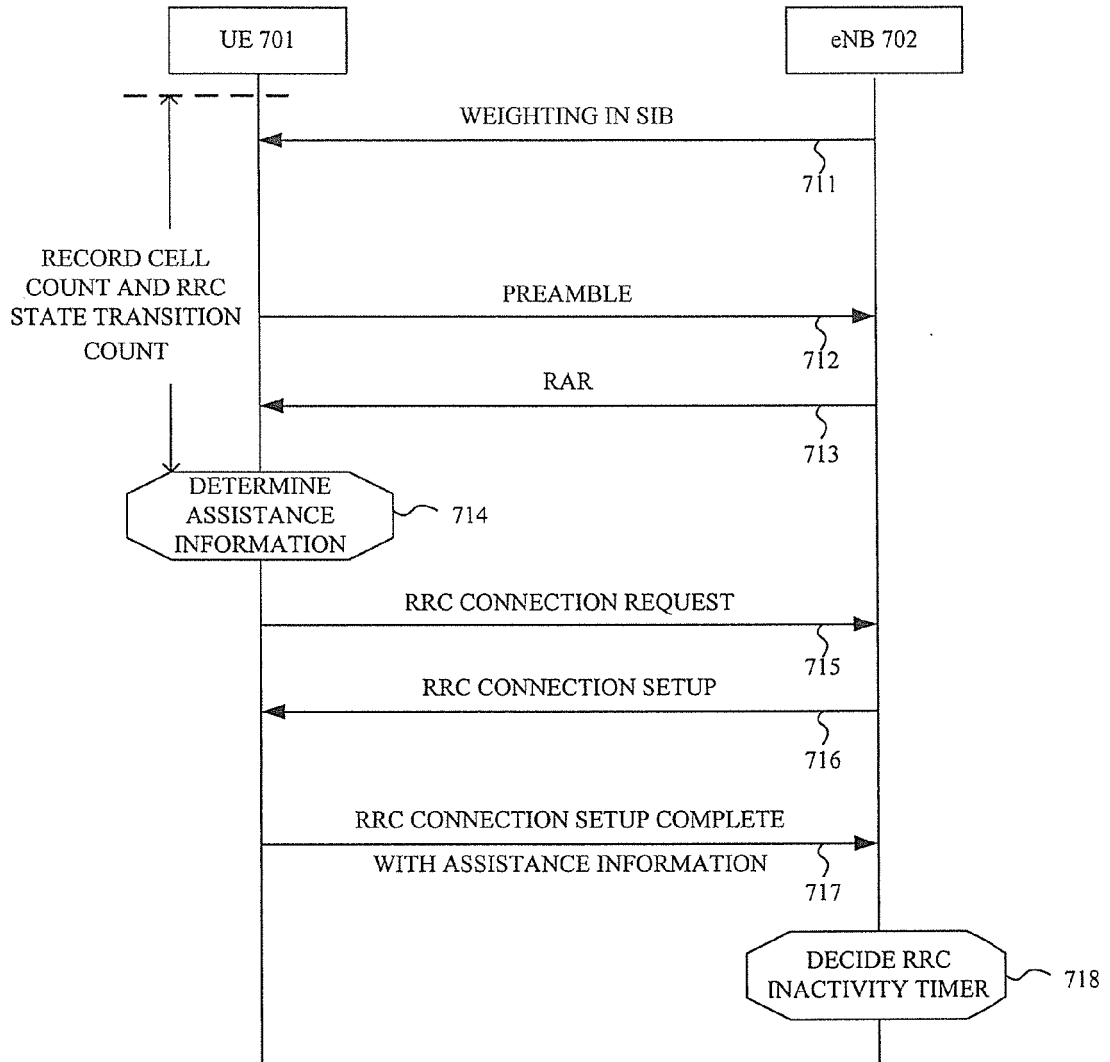 UE 701
eNB 702
WEIGHTING IN SIB
711
RECORD CELL
COUNT AND RRC
STATE TRANSITION
COUNT
PREAMBLE
712
RAR
713
DETERMINE
ASSISTANCE
INFORMATION
714
RRC CONNECTION REQUEST
715
RRC CONNECTION SETUP
716
RRC CONNECTION SETUP COMPLETE
WITH ASSISTANCE INFORMATION
717
DECIDE RRC
INACTIVITY TIMER
718